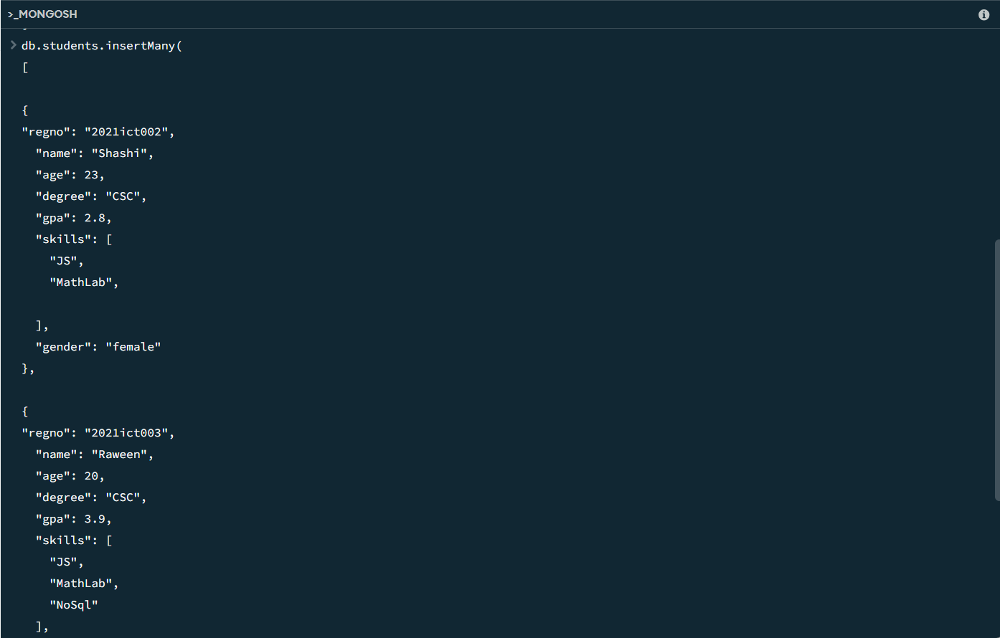 >_MONGOSH
db.students.insertMany(
[
{
"regno": "2021ict002",
"name": "Shashi",
"age": 23,
"degree": "CSC",
"gpa": 2.8,
"skills": [
"JS",
"MathLab",
],
"gender": "female"
},
{
"regno": "2021ict003",
"name": "Raween",
"age": 20,
"degree": "CSC",
"gpa": 3.9,
"skills": [
"JS",
"MathLab",
"NoSql"
],